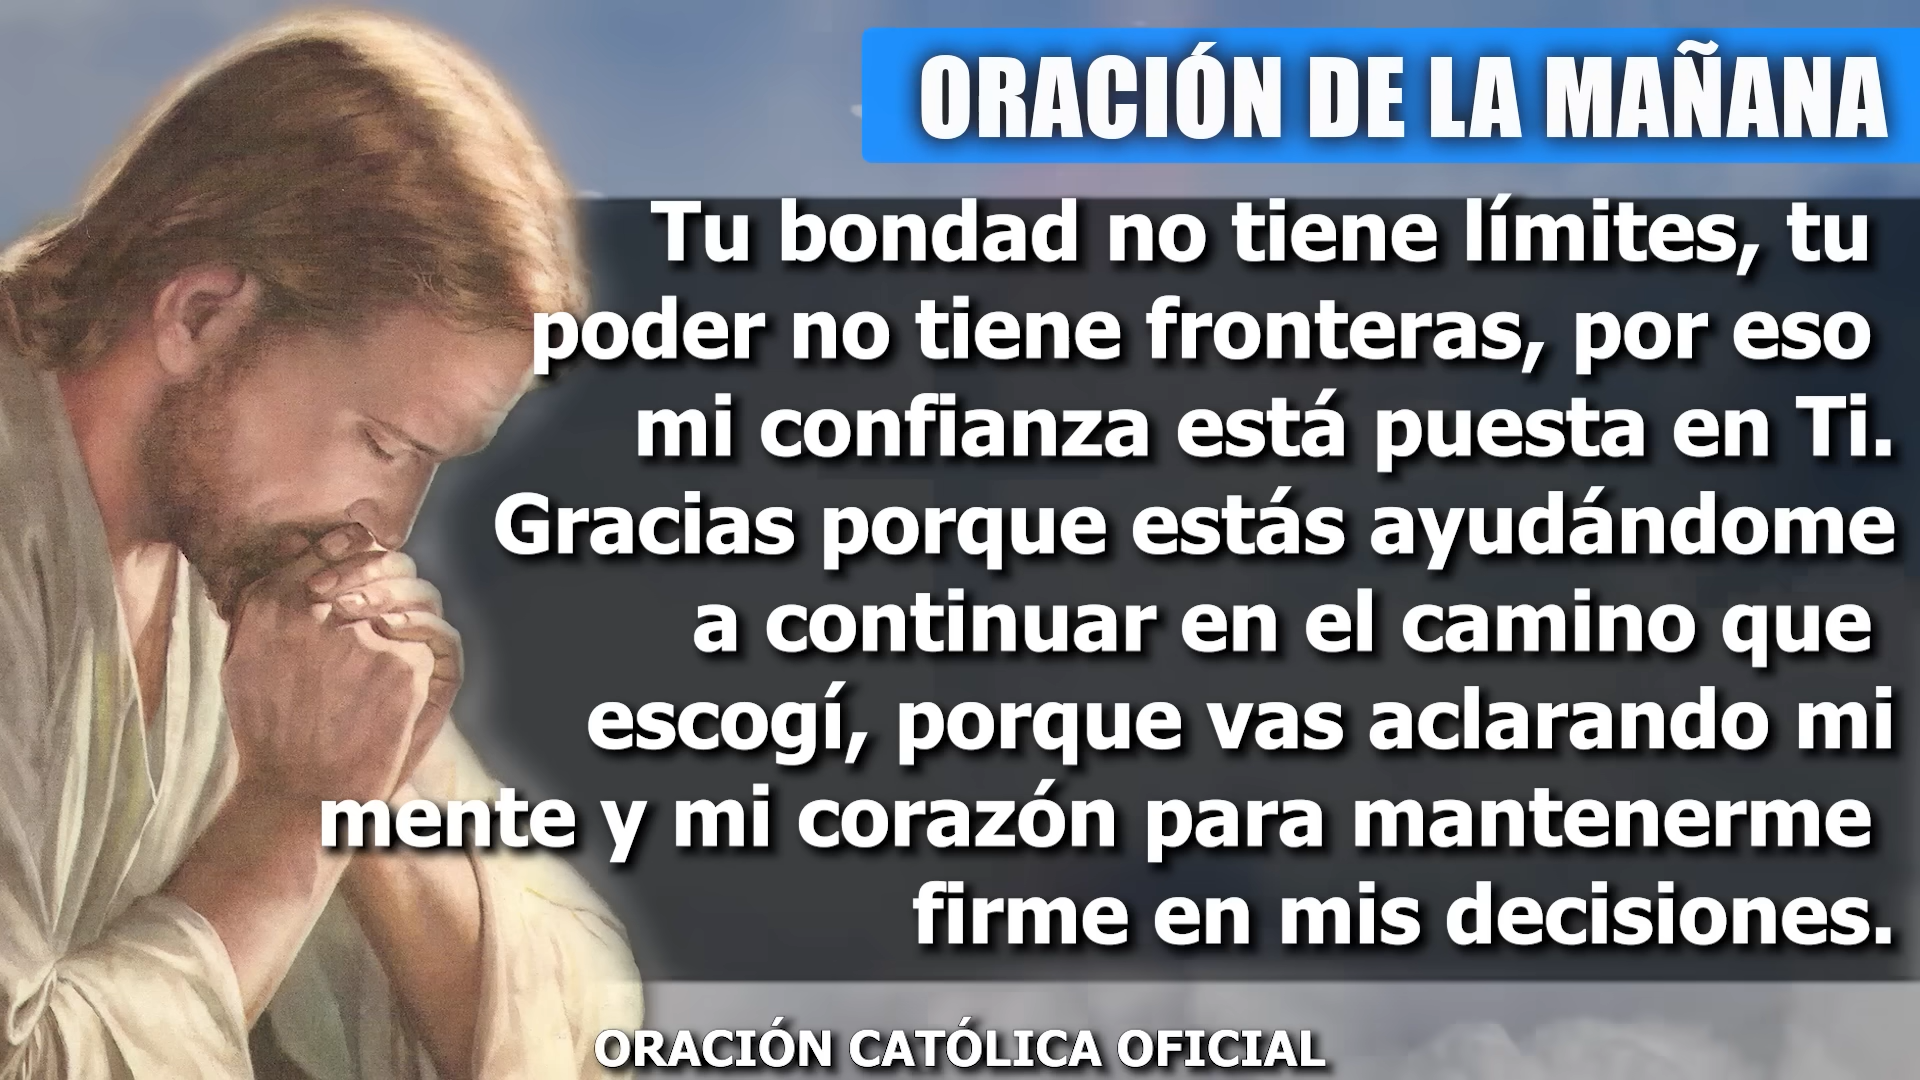 ORACIÓN DE LA MAÑANA
Tu bondad no tiene límites, tu
poder no tiene fronteras, por eso
mi confianza está puesta en Ti.
Gracias porque estás ayudándome
a continuar en el camino que
escogí, porque vas aclarando mi
mente y mi corazón para mantenerme
firme en mis decisiones.
ORACIÓN CATÓLICA OFICIAL